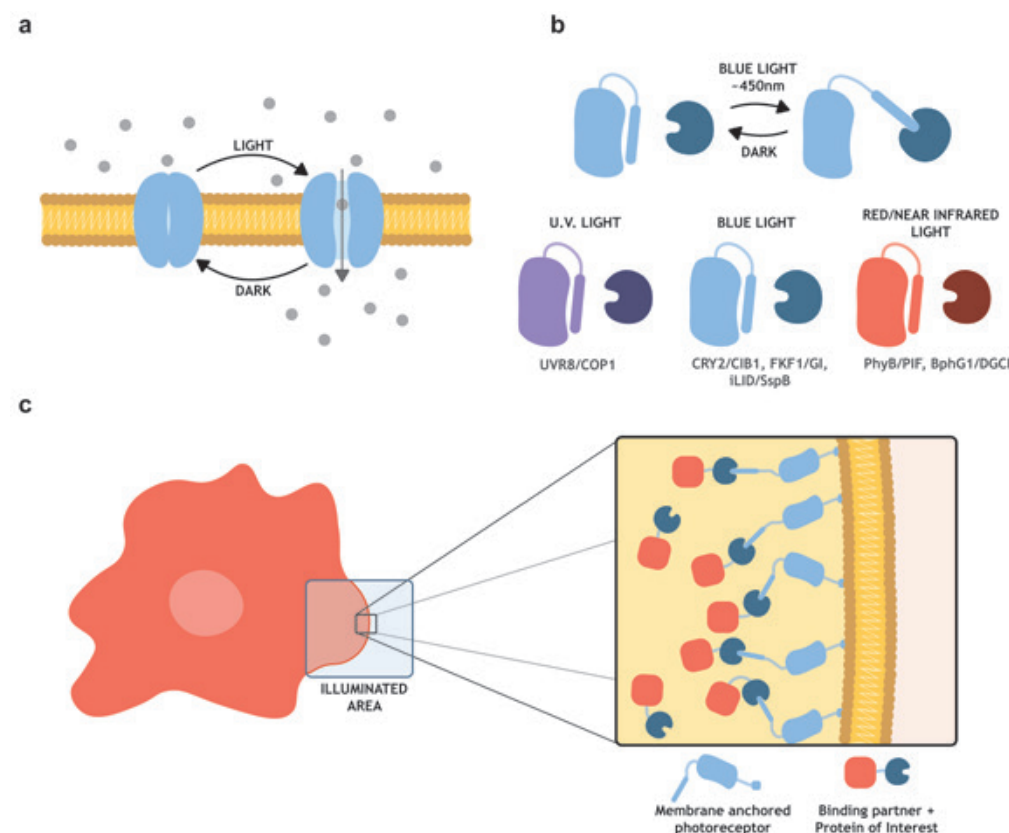 a
LIGHT
DARK
b
BLUE LIGHT
~450nm
DARK
U.V. LIGHT
BLUE LIGHT
RED/NEAR INFRARED
LIGHT
UVR8/COP1
CRY2/CIB1, FKF1/GI,
iLID/SspB
PhyB/PIF, BphG1/DGCL
c
ILLUMINATED
AREA
Membrane anchored
photoreceptor
Binding partner +
Protein of Interest